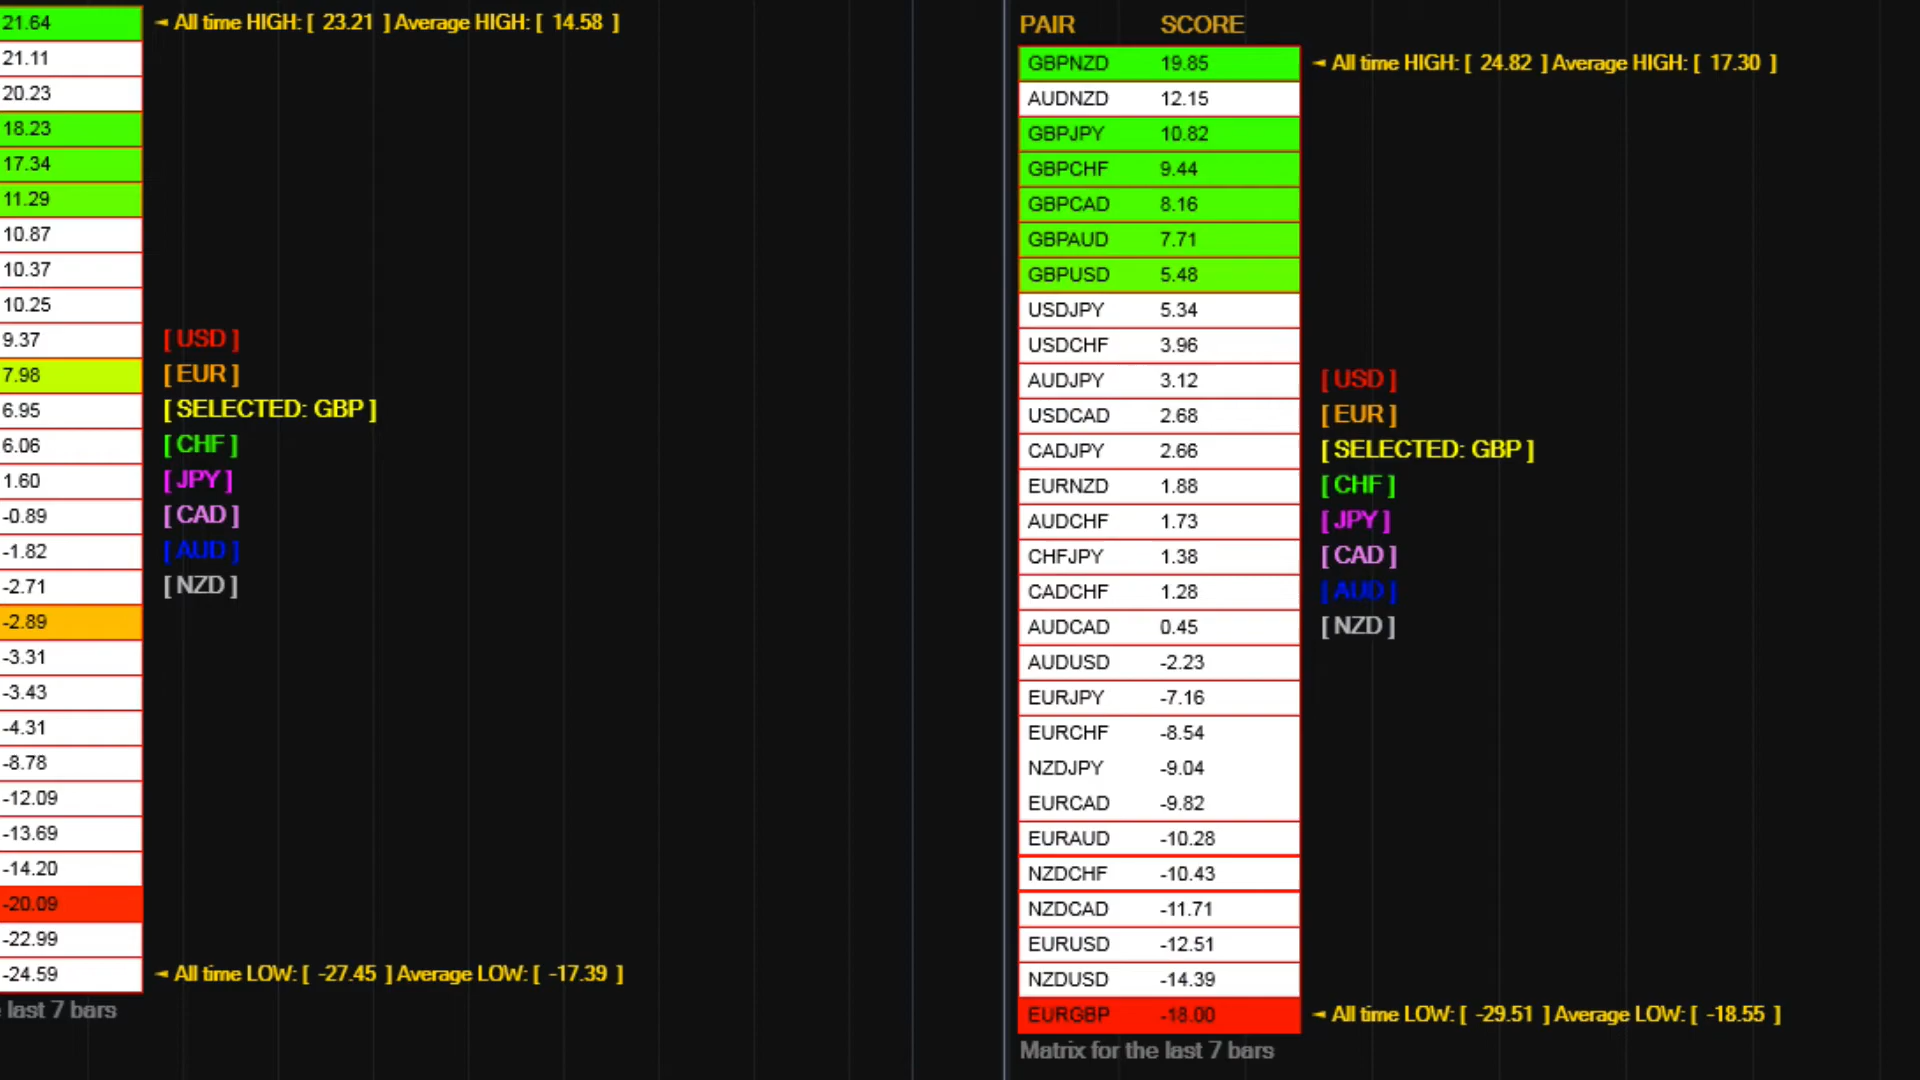 21.64
◄ All time HIGH: [ 23.21 ] Average HIGH: [ 14.58 ]
21.11
20.23
18.23
17.34
11.29
10.87
10.37
10.25
9.37
7.98
6.95
6.06
1.60
-0.89
-1.82
-2.71
-2.89
-3.31
-3.43
-4.31
-8.78
-12.09
-13.69
-14.20
-20.09
-22.99
-24.59
◄ All time LOW: [ -27.45 ] Average LOW: [ -17.39 ]
last 7 bars
[ USD ]
[ EUR ]
[ SELECTED: GBP ]
[ CHF ]
[ JPY ]
[ CAD ]
[ AUD ]
[ NZD ]
PAIR SCORE
GBPNZD 19.85
◄ All time HIGH: [ 24.82 ] Average HIGH: [ 17.30 ]
AUDNZD 12.15
GBPJPY 10.82
GBPCHF 9.44
GBPCAD 8.16
GBPAUD 7.71
GBPUSD 5.48
USDJPY 5.34
USDCHF 3.96
AUDJPY 3.12
USDCAD 2.68
CADJPY 2.66
EURNZD 1.88
AUDCHF 1.73
CHFJPY 1.38
CADCHF 1.28
AUDCAD 0.45
AUDUSD -2.23
EURJPY -7.16
EURCHF -8.54
NZDJPY -9.04
EURCAD -9.82
EURAUD -10.28
NZDCHF -10.43
NZDCAD -11.71
EURUSD -12.51
NZDUSD -14.39
EURGBP -18.00
◄ All time LOW: [ -29.51 ] Average LOW: [ -18.55 ]
Matrix for the last 7 bars
[ USD ]
[ EUR ]
[ SELECTED: GBP ]
[ CHF ]
[ JPY ]
[ CAD ]
[ AUD ]
[ NZD ]